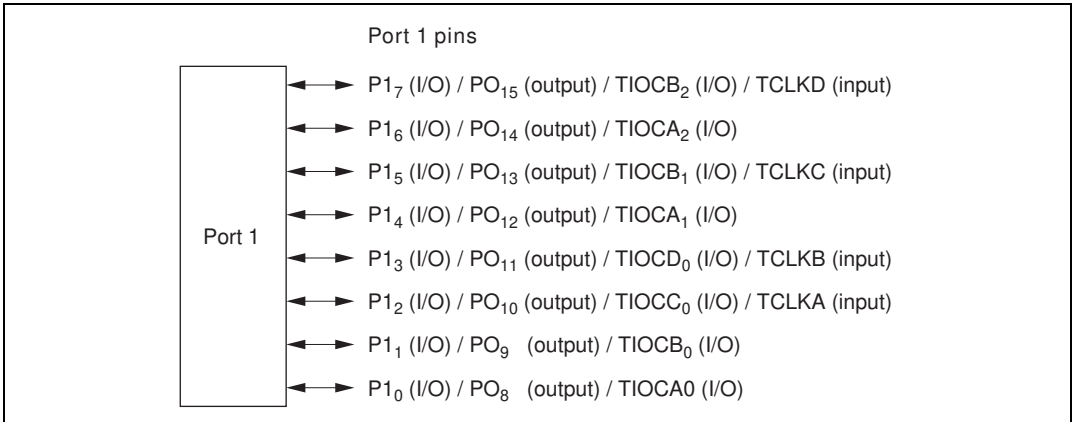 Port 1 pins
P1₇ (I/O) / PO₁₅ (output) / TIOCB₂ (I/O) / TCLKD (input)
P1₆ (I/O) / PO₁₄ (output) / TIOCA₂ (I/O)
P1₅ (I/O) / PO₁₃ (output) / TIOCB₁ (I/O) / TCLKC (input)
P1₄ (I/O) / PO₁₂ (output) / TIOCA₁ (I/O)
Port 1
P1₃ (I/O) / PO₁₁ (output) / TIOCD₀ (I/O) / TCLKB (input)
P1₂ (I/O) / PO₁₀ (output) / TIOCC₀ (I/O) / TCLKA (input)
P1₁ (I/O) / PO₉ (output) / TIOCB₀ (I/O)
P1₀ (I/O) / PO₈ (output) / TIOCA0 (I/O)